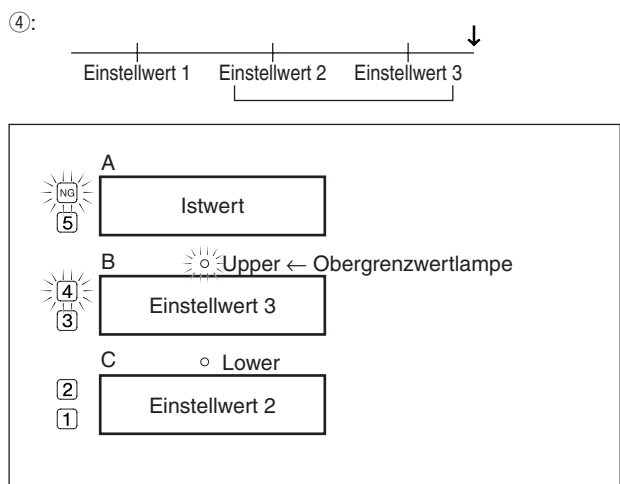 ④:
↓
Einstellwert 1 Einstellwert 2 Einstellwert 3
A
NG
Istwert
5
B
Upper ← Obergrenzwertlampe
4
Einstellwert 3
3
C
Lower
2
Einstellwert 2
1